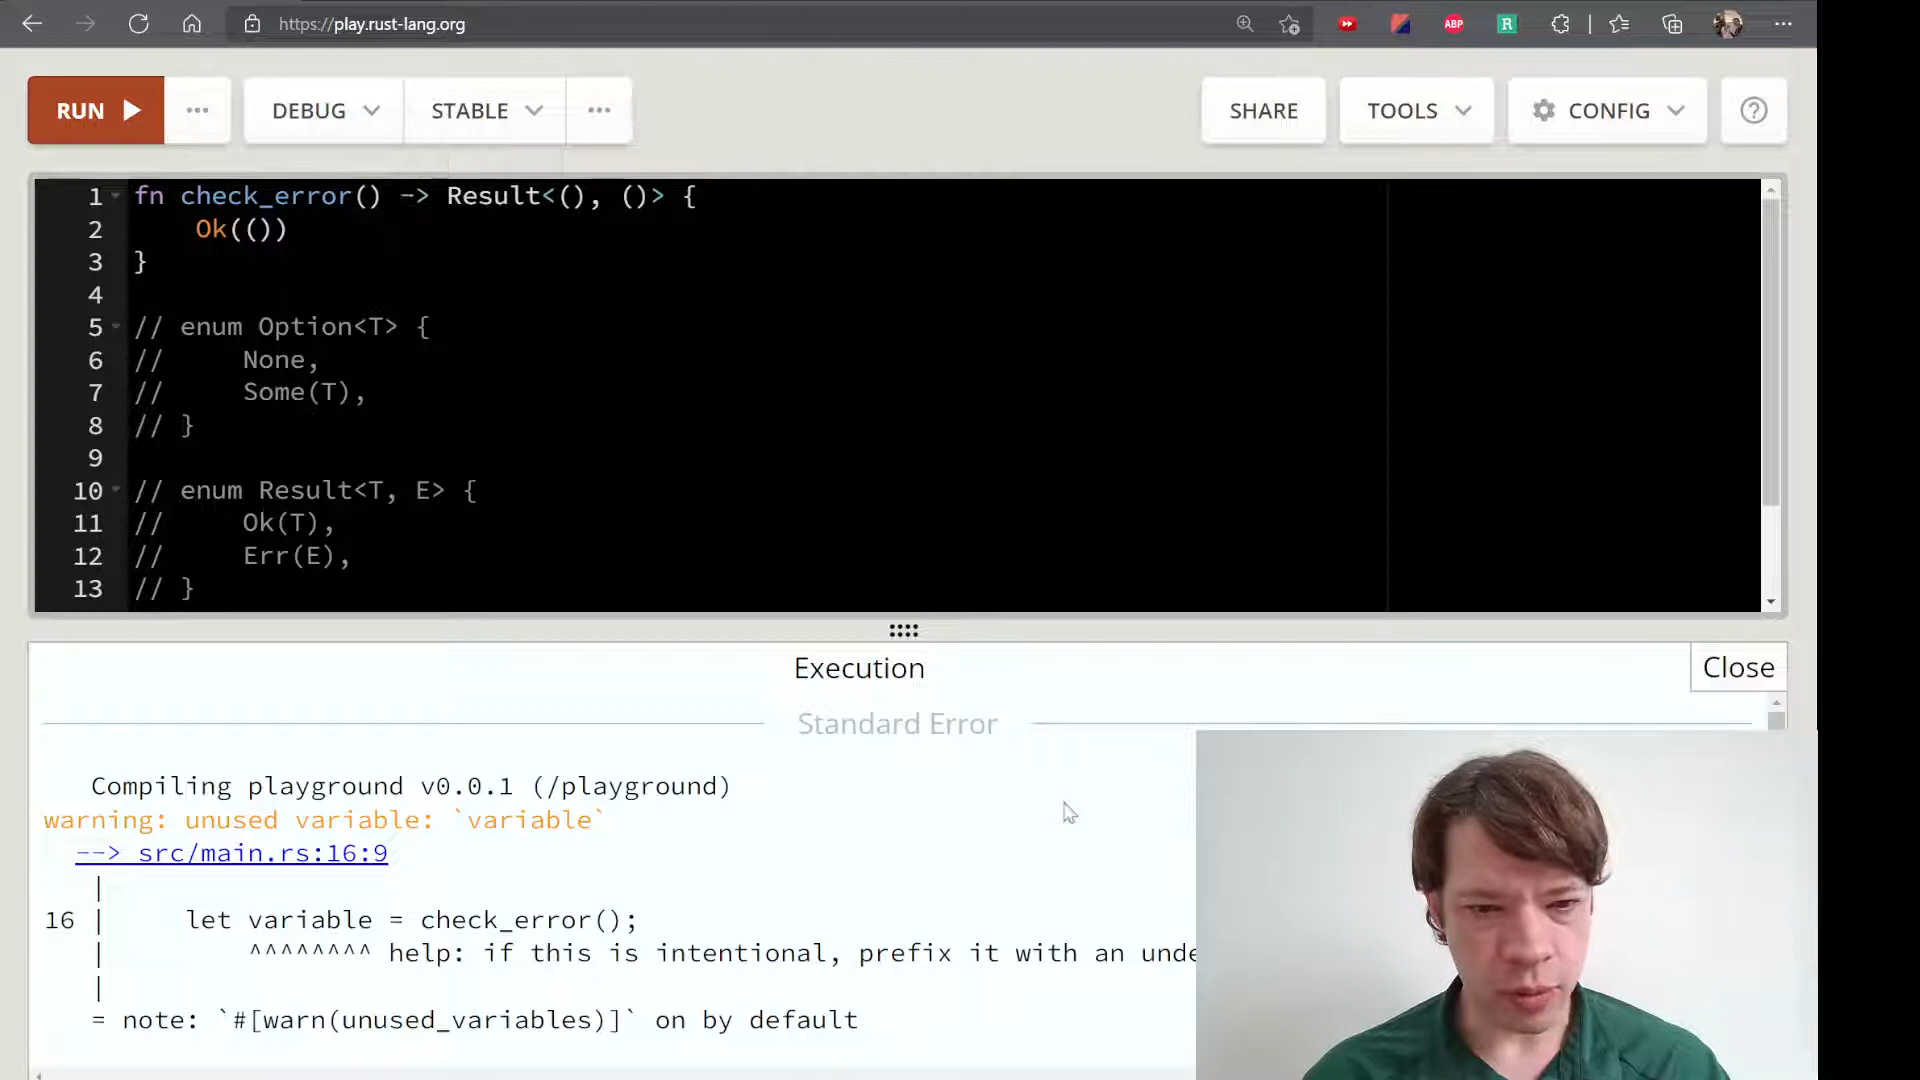 https://play.rust-lang.org
ABP
R
RUN
DEBUG
STABLE
SHARE
TOOLS
CONFIG
?
1 fn check_error() -> Result<(), ()> {
2     Ok(())
3 }
4
5 // enum Option<T> {
6 //     None,
7 //     Some(T),
8 // }
9
10 // enum Result<T, E> {
11 //     Ok(T),
12 //     Err(E),
13 // }
Execution
Close
Standard Error
Compiling playground v0.0.1 (/playground)
warning: unused variable: `variable`
--> src/main.rs:16:9
|
16 |     let variable = check_error();
|         ^^^^^^^^ help: if this is intentional, prefix it with an unde
|
= note: `#[warn(unused_variables)]` on by default